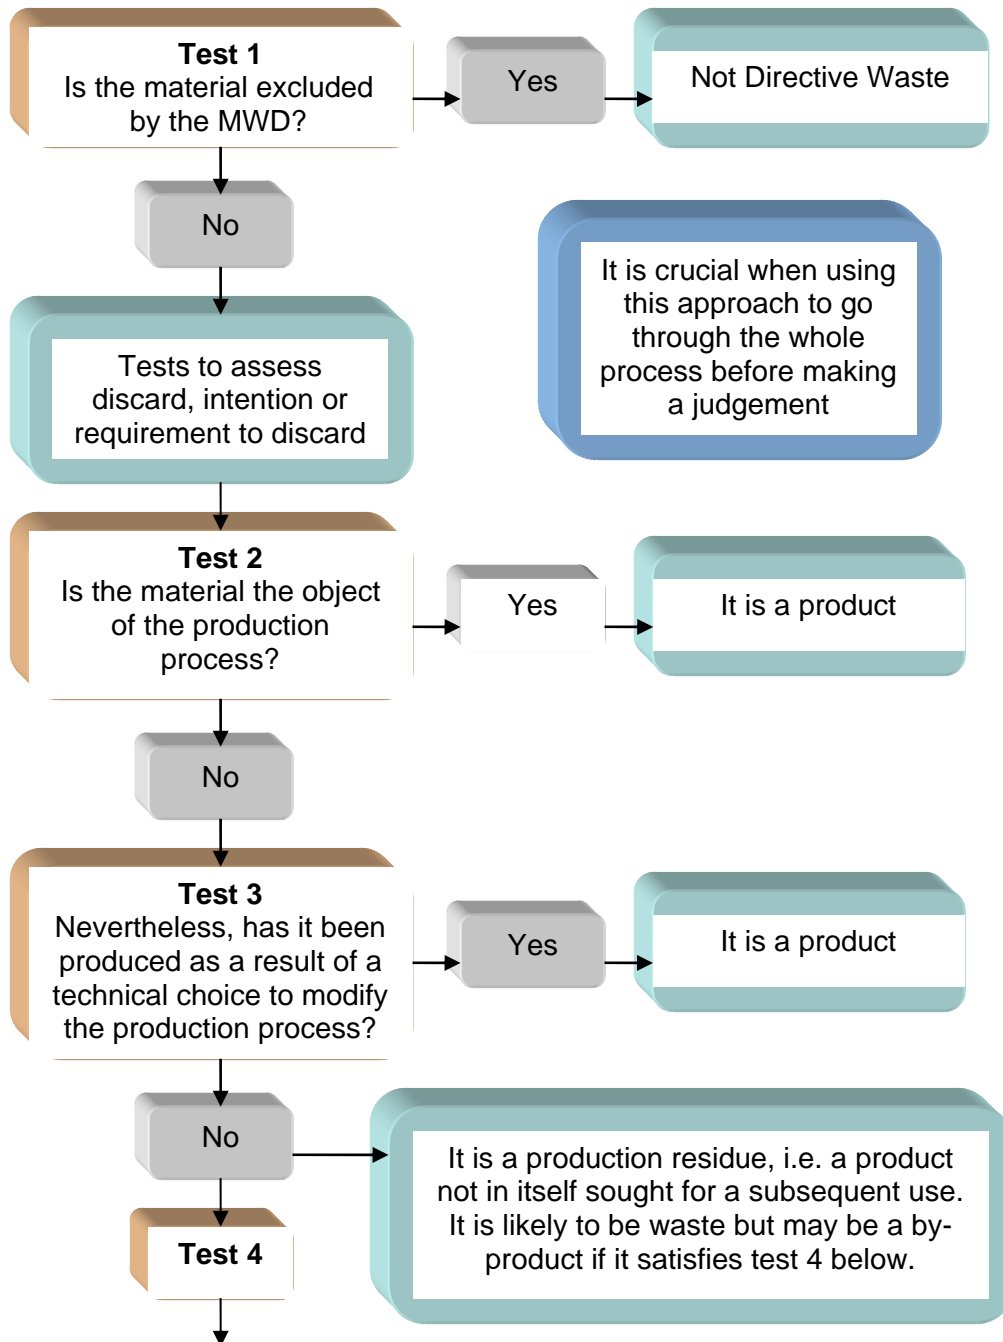 Test 1
Is the material excluded
by the MWD?
Yes
Not Directive Waste
No
It is crucial when using
this approach to go
through the whole
process before making
a judgement
Tests to assess
discard, intention or
requirement to discard
Test 2
Is the material the object
of the production
process?
Yes
It is a product
No
Test 3
Nevertheless, has it been
produced as a result of a
technical choice to modify
the production process?
Yes
It is a product
No
It is a production residue, i.e. a product
not in itself sought for a subsequent use.
It is likely to be waste but may be a by-
product if it satisfies test 4 below.
Test 4